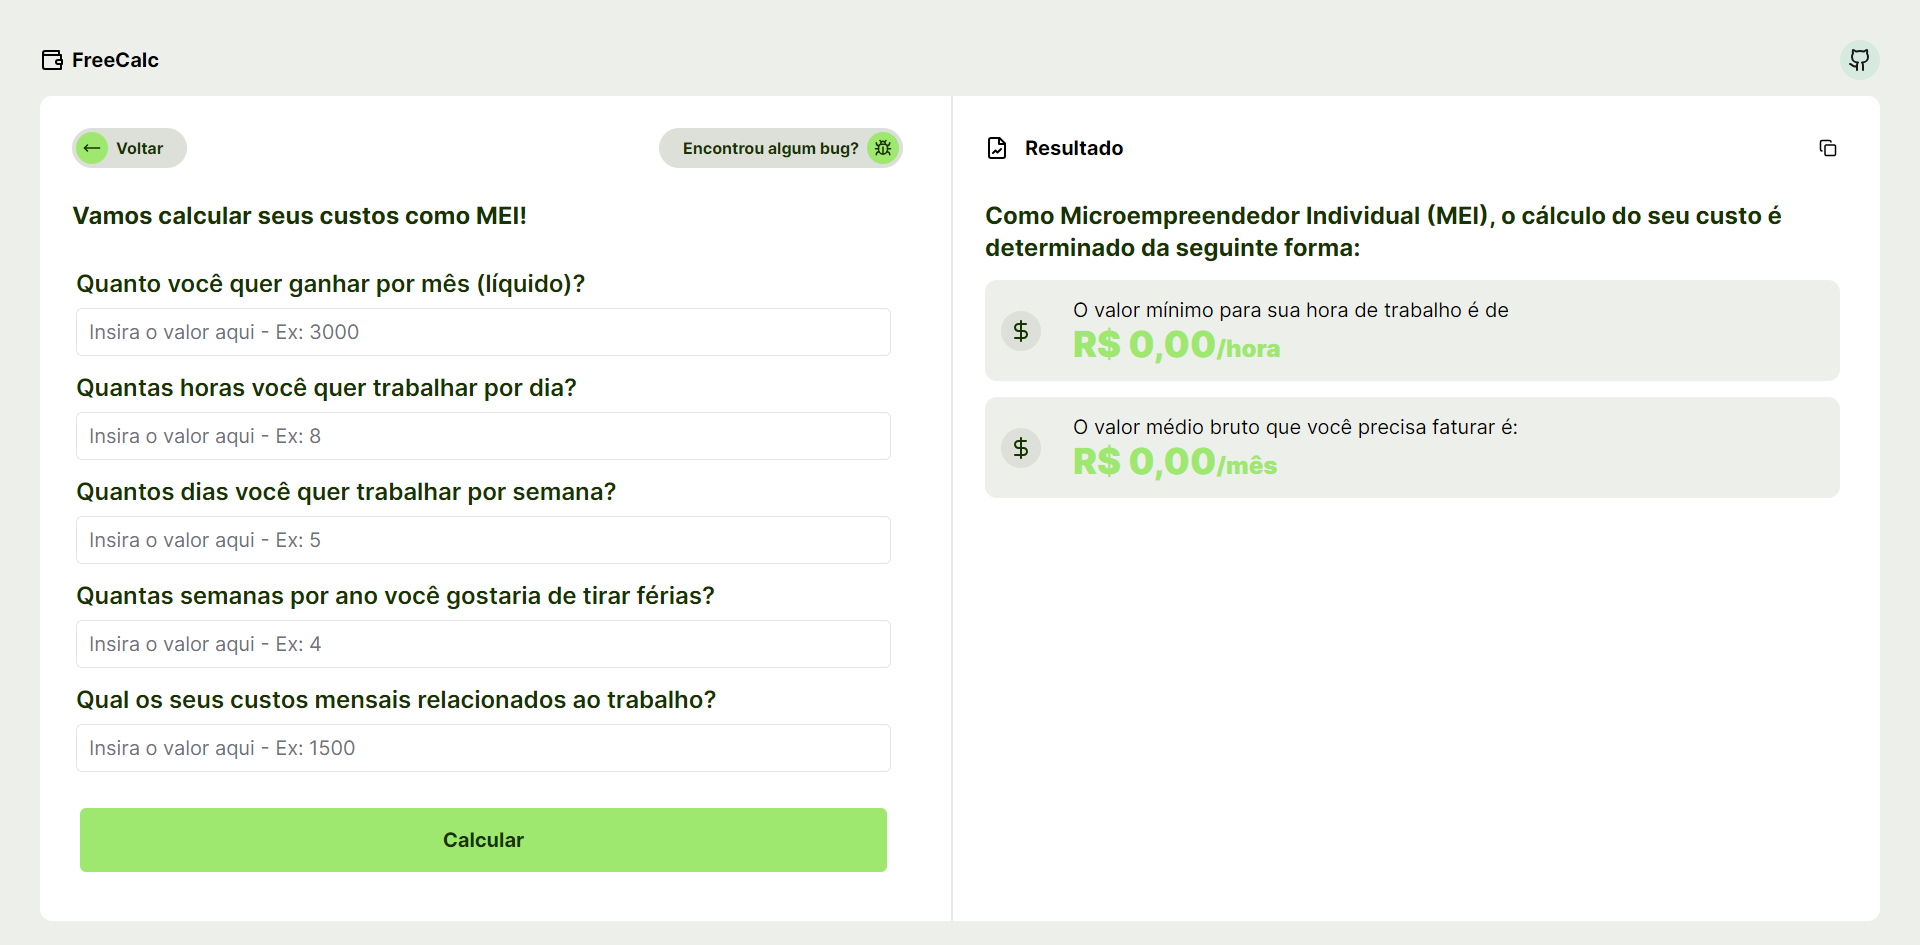 FreeCalc
Voltar
Encontrou algum bug?
Vamos calcular seus custos como MEI!
Quanto você quer ganhar por mês (líquido)?
Insira o valor aqui - Ex: 3000
Quantas horas você quer trabalhar por dia?
Insira o valor aqui - Ex: 8
Quantos dias você quer trabalhar por semana?
Insira o valor aqui - Ex: 5
Quantas semanas por ano você gostaria de tirar férias?
Insira o valor aqui - Ex: 4
Qual os seus custos mensais relacionados ao trabalho?
Insira o valor aqui - Ex: 1500
Calcular
Resultado
Como Microempreendedor Individual (MEI), o cálculo do seu custo é
determinado da seguinte forma:
O valor mínimo para sua hora de trabalho é de
R$ 0,00/hora
O valor médio bruto que você precisa faturar é:
R$ 0,00/mês